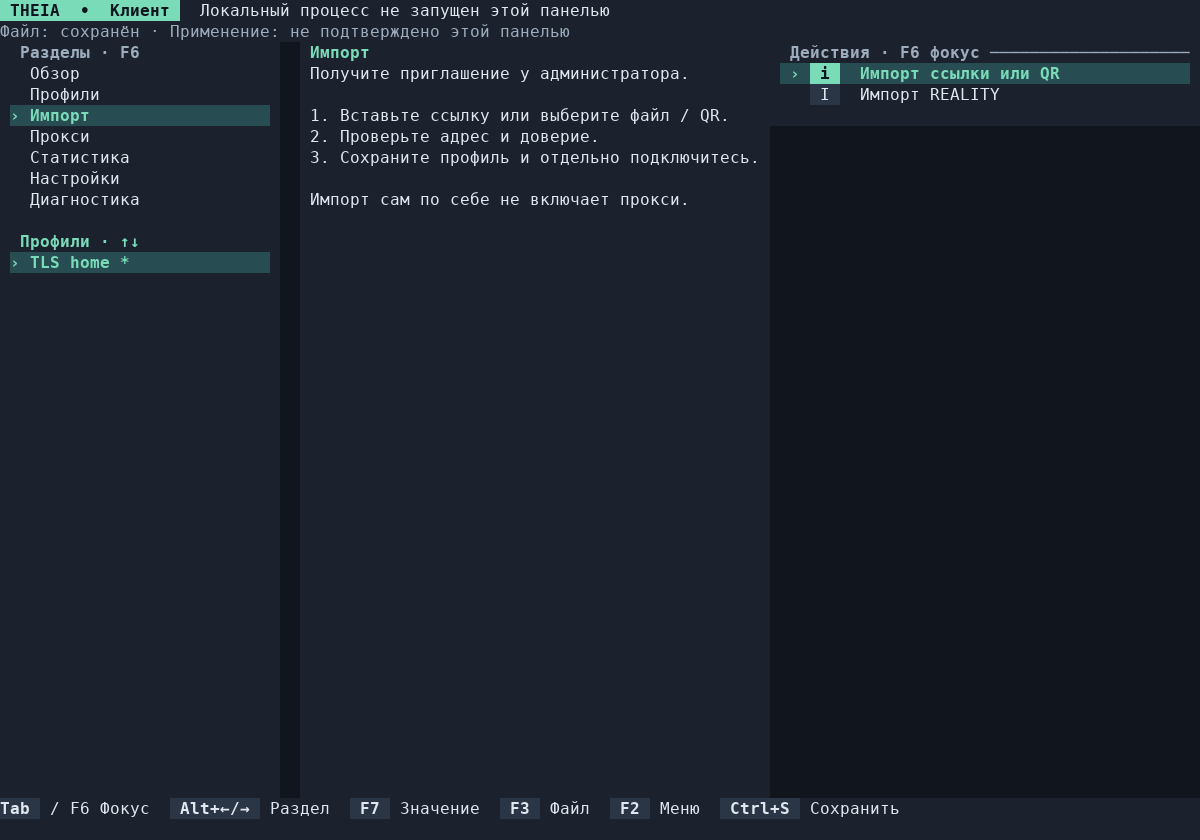 THEIA • Клиент Локальный процесс не запущен этой панелью
Файл: сохранён · Применение: не подтверждено этой панелью
Разделы · F6
Обзор
Профили
› Импорт
Прокси
Статистика
Настройки
Диагностика
Профили · ↑↓
› TLS home *
Импорт
Получите приглашение у администратора.
1. Вставьте ссылку или выберите файл / QR.
2. Проверьте адрес и доверие.
3. Сохраните профиль и отдельно подключитесь.
Импорт сам по себе не включает прокси.
Действия · F6 фокус
› i Импорт ссылки или QR
I Импорт REALITY
Tab / F6 Фокус Alt+←/→ Раздел F7 Значение F3 Файл F2 Меню Ctrl+S Сохранить